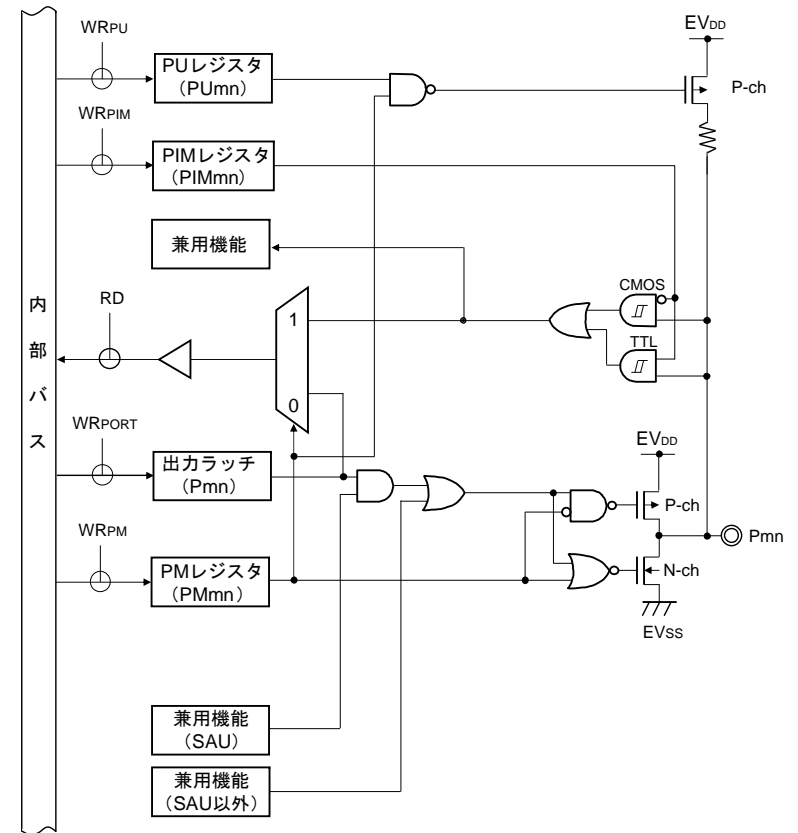 WRPU
PUレジスタ
（PUmn）
EVDD
P-ch
WRPIM
PIMレジスタ
（PIMmn）
兼用機能
CMOS
TTL
内部バス
RD
1
0
WRPORT
出力ラッチ
（Pmn）
EVDD
P-ch
Pmn
WRPM
PMレジスタ
（PMmn）
N-ch
EVSS
兼用機能
（SAU）
兼用機能
（SAU以外）